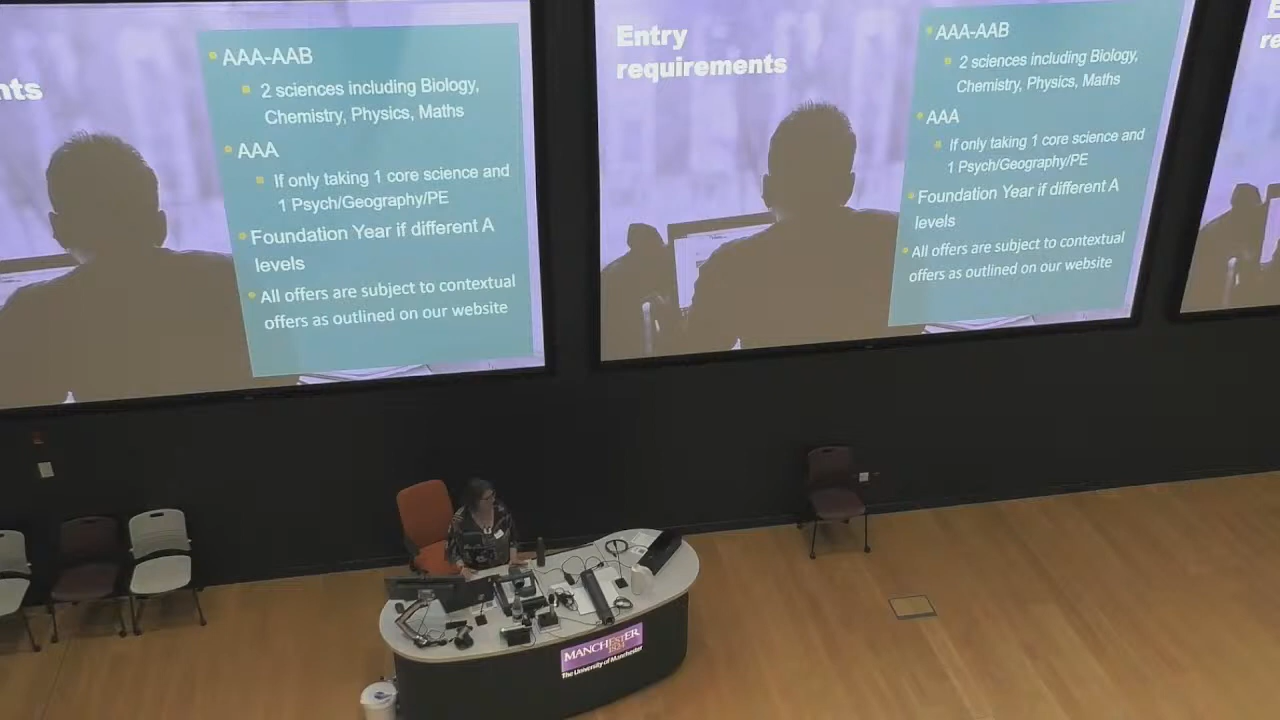 nts
AAA-AAB
2 sciences including Biology,
Chemistry, Physics, Maths
AAA
If only taking 1 core science and
1 Psych/Geography/PE
Foundation Year if different A
levels
All offers are subject to contextual
offers as outlined on our website
Entry
requirements
AAA-AAB
2 sciences including Biology,
Chemistry, Physics, Maths
AAA
If only taking 1 core science and
1 Psych/Geography/PE
Foundation Year if different A
levels
All offers are subject to contextual
offers as outlined on our website
E
re
MANCHESTER
1824
The University of Manchester